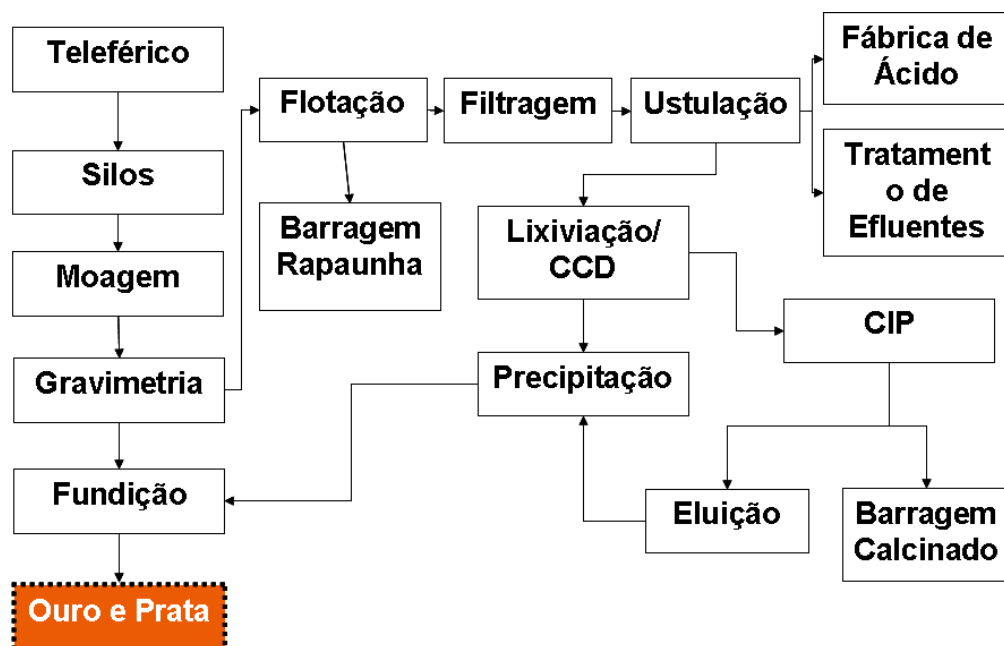 Teleférico
Silos
Moagem
Gravimetria
Fundição
Ouro e Prata
Flotação
Barragem
Rapaunha
Filtragem
Ustulação
Fábrica de
Ácido
Tratament
o de
Efluentes
Lixiviação/
CCD
CIP
Precipitação
Eluição
Barragem
Calcinado